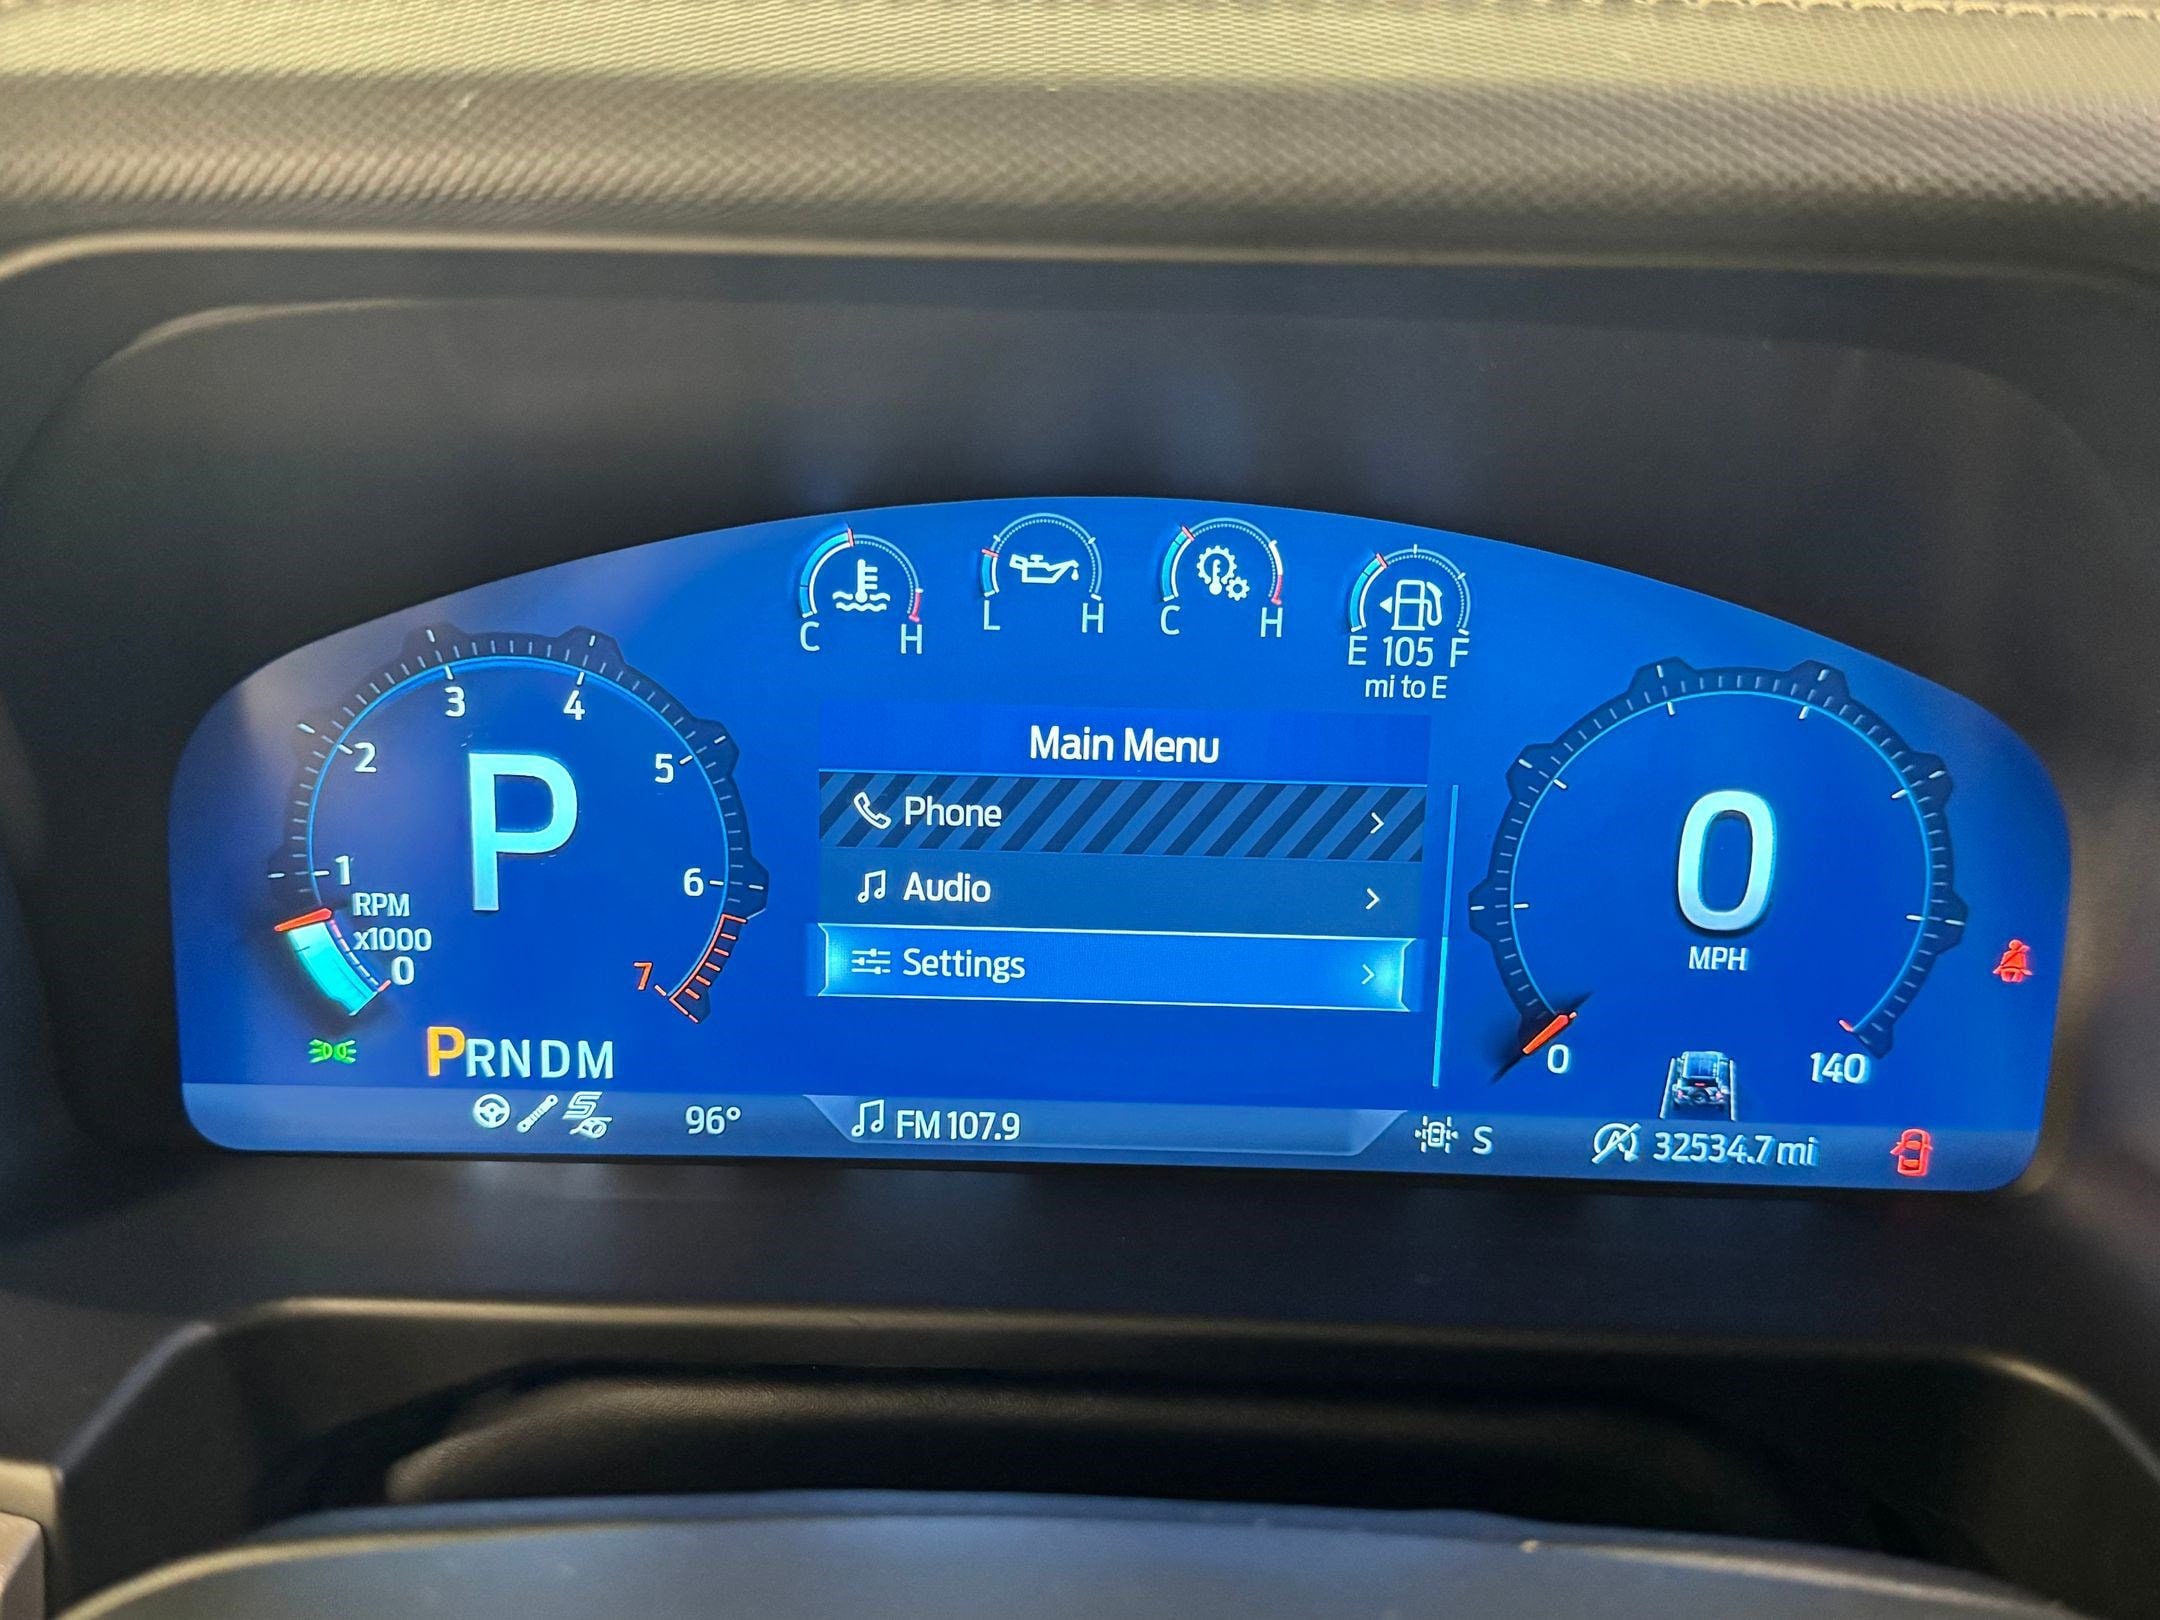 C H
L H
C H
E 105 F
mi to E
Main Menu
Phone
Audio
Settings
3
4
2
5
1
6
RPM
x1000
0
7
P
PRNDM
0
MPH
0
140
96°
FM 107.9
S
32534.7 mi